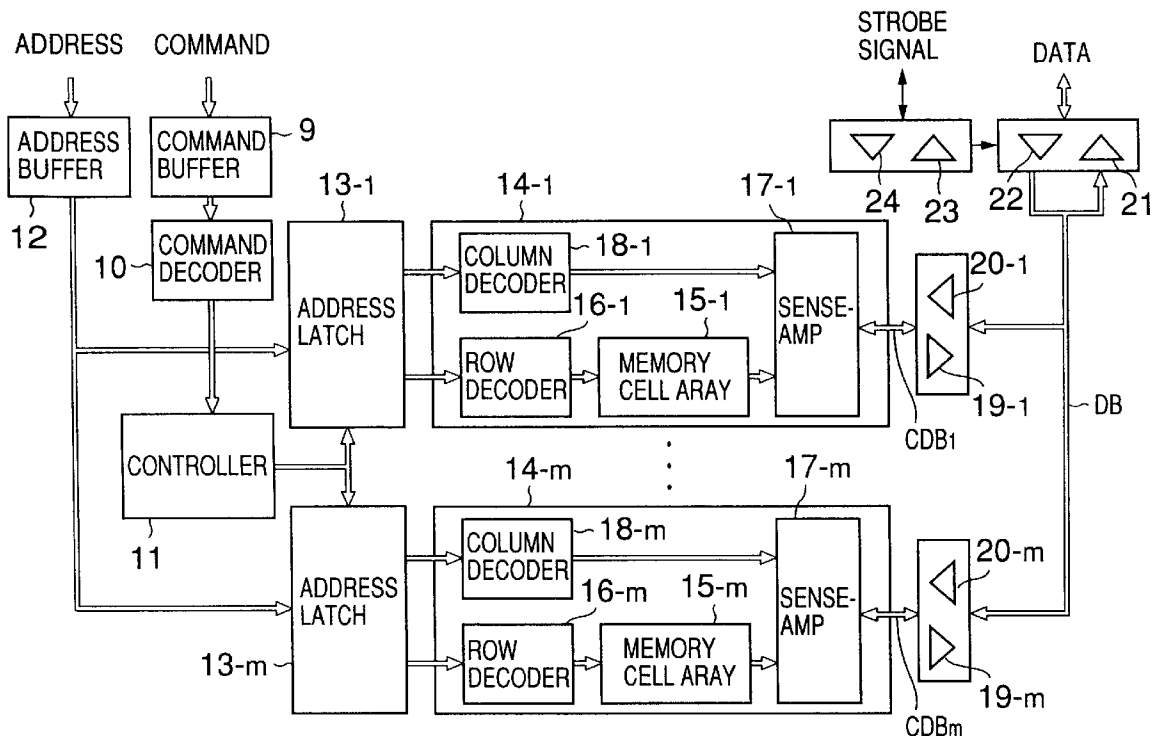 ADDRESS
COMMAND
STROBE
SIGNAL
DATA
ADDRESS
BUFFER
12
COMMAND
BUFFER
9
COMMAND
DECODER
10
CONTROLLER
11
13-1
ADDRESS
LATCH
14-1
COLUMN
DECODER
18-1
16-1
ROW
DECODER
15-1
MEMORY
CELL ARAY
17-1
SENSE-
AMP
24
23
22
21
20-1
19-1
CDB1
DB
ADDRESS
LATCH
13-m
14-m
COLUMN
DECODER
18-m
16-m
ROW
DECODER
15-m
MEMORY
CELL ARAY
17-m
SENSE-
AMP
20-m
19-m
CDBm